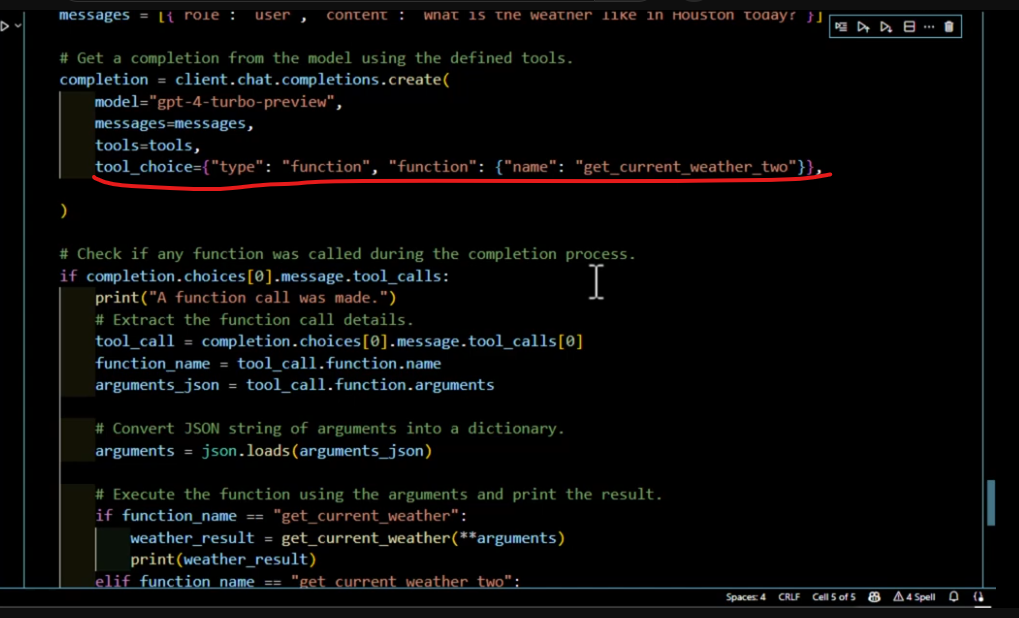 messages = [{"role": "user", "content": "What is the weather like in Houston today?"}]
# Get a completion from the model using the defined tools.
completion = client.chat.completions.create(
model="gpt-4-turbo-preview",
messages=messages,
tools=tools,
tool_choice={"type": "function", "function": {"name": "get_current_weather_two"}},
)
# Check if any function was called during the completion process.
if completion.choices[0].message.tool_calls:
print("A function call was made.")
# Extract the function call details.
tool_call = completion.choices[0].message.tool_calls[0]
function_name = tool_call.function.name
arguments_json = tool_call.function.arguments
# Convert JSON string of arguments into a dictionary.
arguments = json.loads(arguments_json)
# Execute the function using the arguments and print the result.
if function_name == "get_current_weather":
weather_result = get_current_weather(**arguments)
print(weather_result)
elif function_name == "get_current_weather_two":
Spaces: 4 CRLF Cell 5 of 5 4 Spell